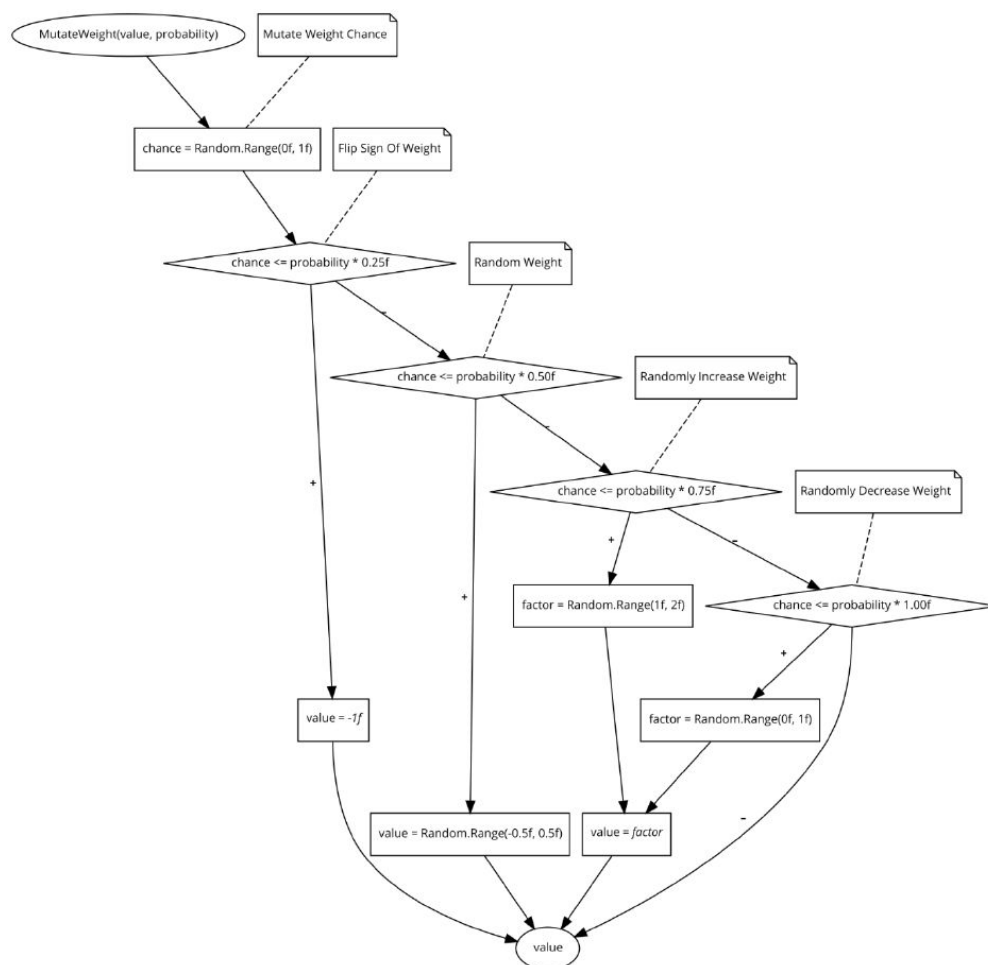 MutateWeight(value, probability)
Mutate Weight Chance
chance = Random.Range(0f, 1f)
Flip Sign Of Weight
chance <= probability * 0.25f
Random Weight
-
chance <= probability * 0.50f
Randomly Increase Weight
-
+
chance <= probability * 0.75f
Randomly Decrease Weight
+
-
+
factor = Random.Range(1f, 2f)
chance <= probability * 1.00f
+
value = -1f
factor = Random.Range(0f, 1f)
-
value = Random.Range(-0.5f, 0.5f)
value = factor
value